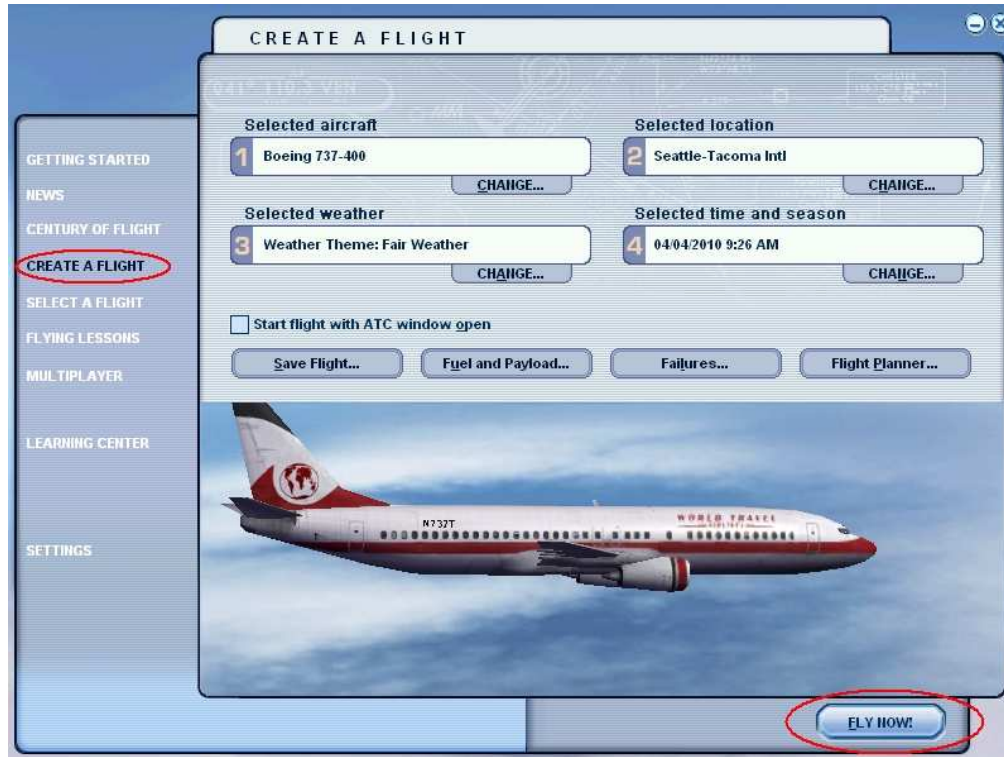 CREATE A FLIGHT
GETTING STARTED
NEWS
CENTURY OF FLIGHT
CREATE A FLIGHT
SELECT A FLIGHT
FLYING LESSONS
MULTIPLAYER
LEARNING CENTER
SETTINGS
Selected aircraft
1 Boeing 737-400
CHANGE...
Selected location
2 Seattle-Tacoma Intl
CHANGE...
Selected weather
3 Weather Theme: Fair Weather
CHANGE...
Selected time and season
4 04/04/2010 9:26 AM
CHANGE...
Start flight with ATC window open
Save Flight...
Fuel and Payload...
Failures...
Flight Planner...
N737T
WORLD TRAVEL
FLY NOW!